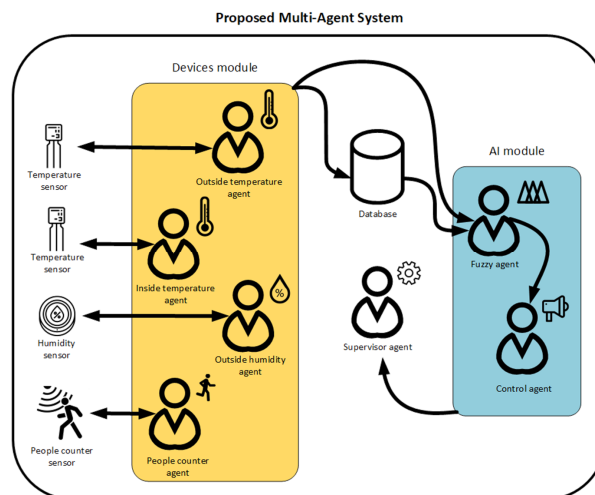 Proposed Multi-Agent System
Devices module
Temperature
sensor
Outside temperature
agent
Temperature
sensor
Inside temperature
agent
%
Humidity
sensor
Outside humidity
agent
People counter
sensor
People counter
agent
Database
Supervisor agent
AI module
Fuzzy agent
Control agent